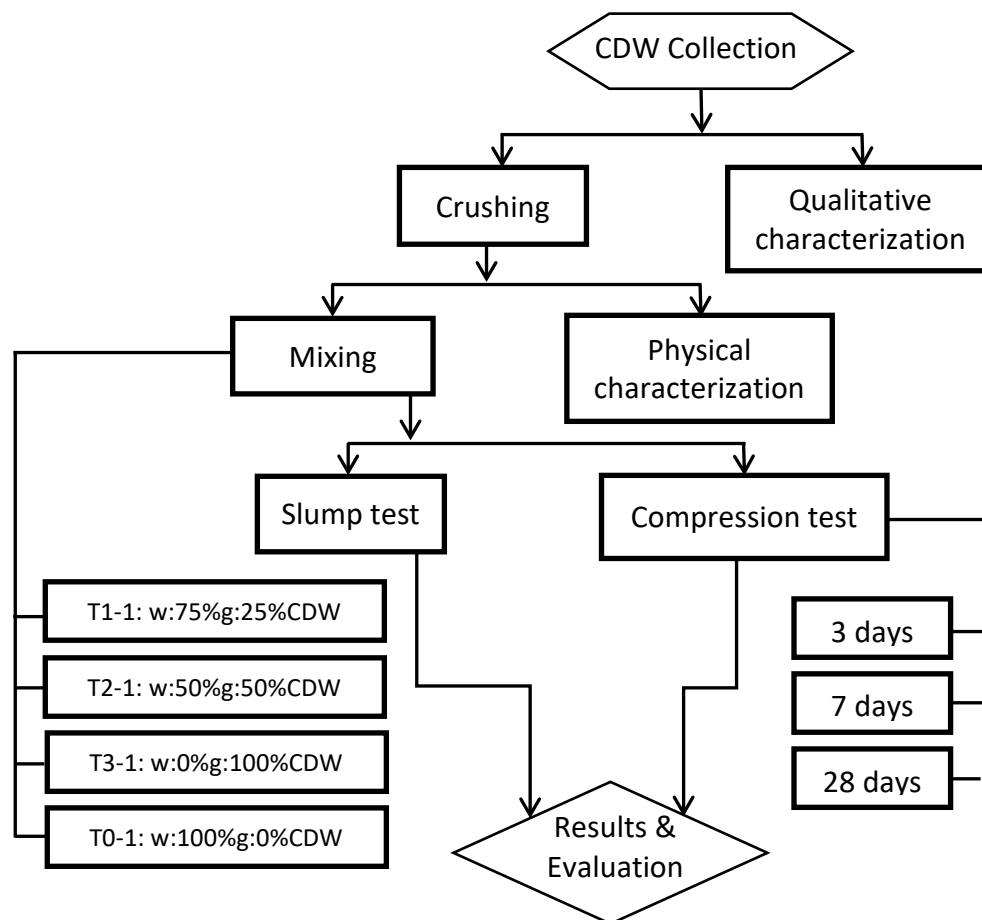 CDW Collection
Crushing
Qualitative
characterization
Mixing
Physical
characterization
Slump test
Compression test
T1-1: w:75%g:25%CDW
T2-1: w:50%g:50%CDW
T3-1: w:0%g:100%CDW
T0-1: w:100%g:0%CDW
3 days
7 days
28 days
Results &
Evaluation